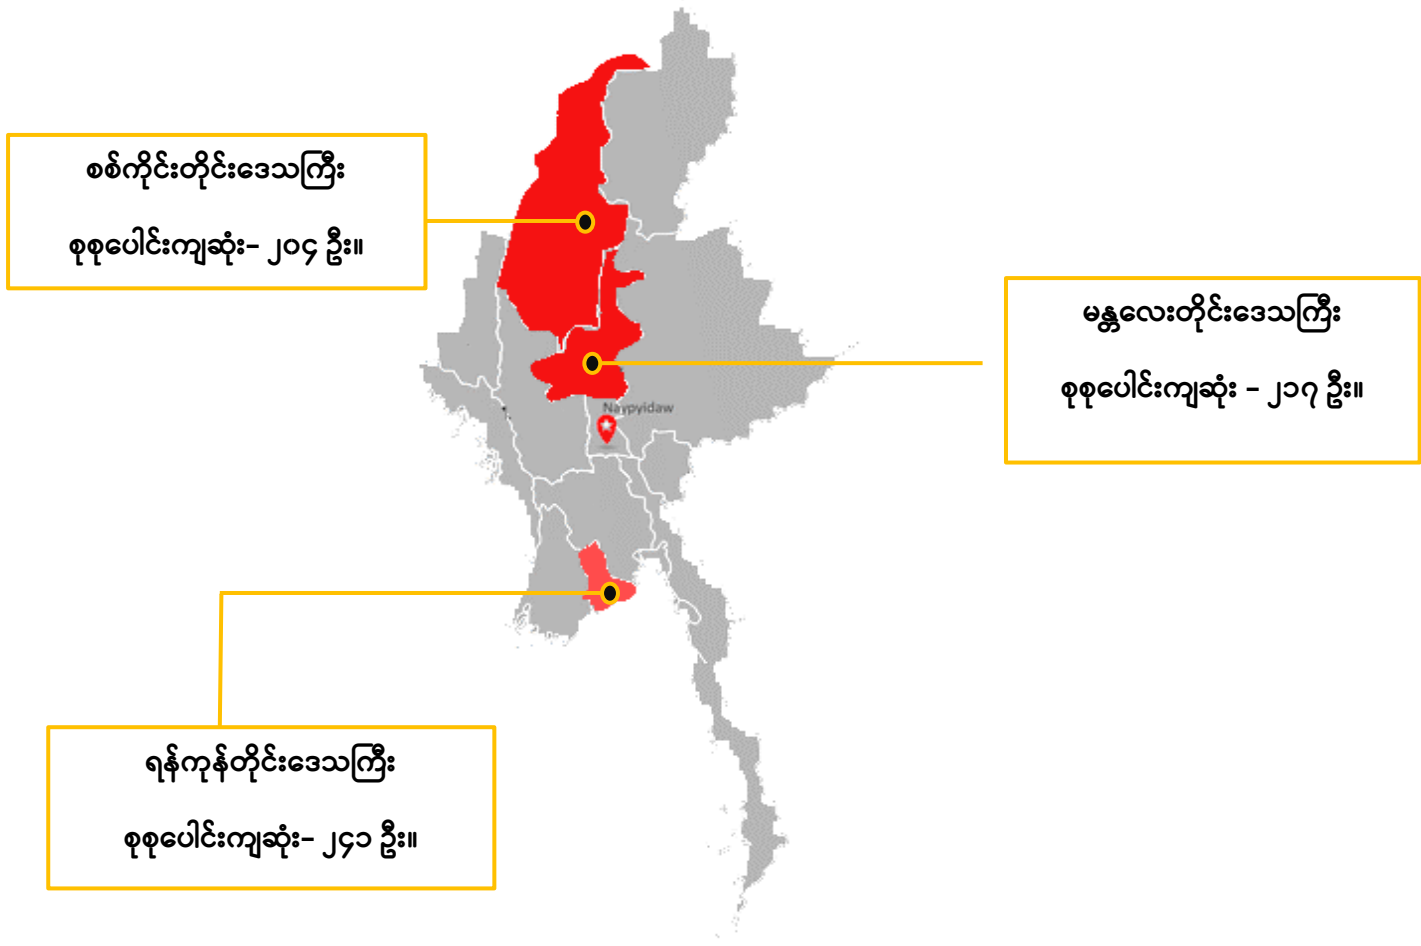 စစ်ကိုင်းတိုင်းဒေသကြီး
စုစုပေါင်းကျဆုံး- ၂၀၄ ဦး။
မန္တလေးတိုင်းဒေသကြီး
စုစုပေါင်းကျဆုံး - ၂၁၇ ဦး။
Naypyidaw
ရန်ကုန်တိုင်းဒေသကြီး
စုစုပေါင်းကျဆုံး- ၂၄၁ ဦး။